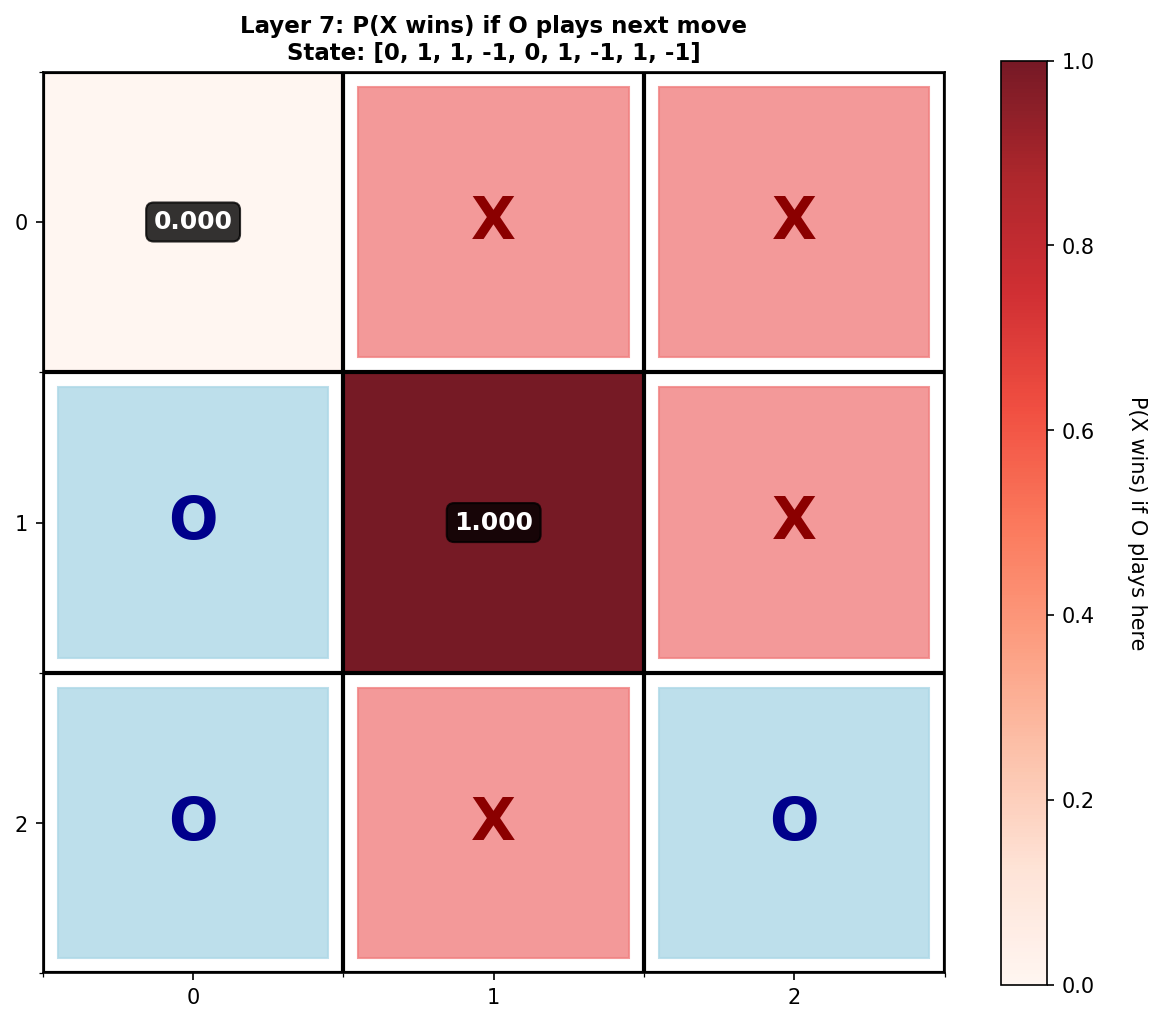 Layer 7: P(X wins) if O plays next move
State: [0, 1, 1, -1, 0, 1, -1, 1, -1]
0
0.000
X
X
1
O
1.000
X
2
O
X
O
0
1
2
1.0
0.8
0.6
0.4
0.2
0.0
P(X wins) if O plays here